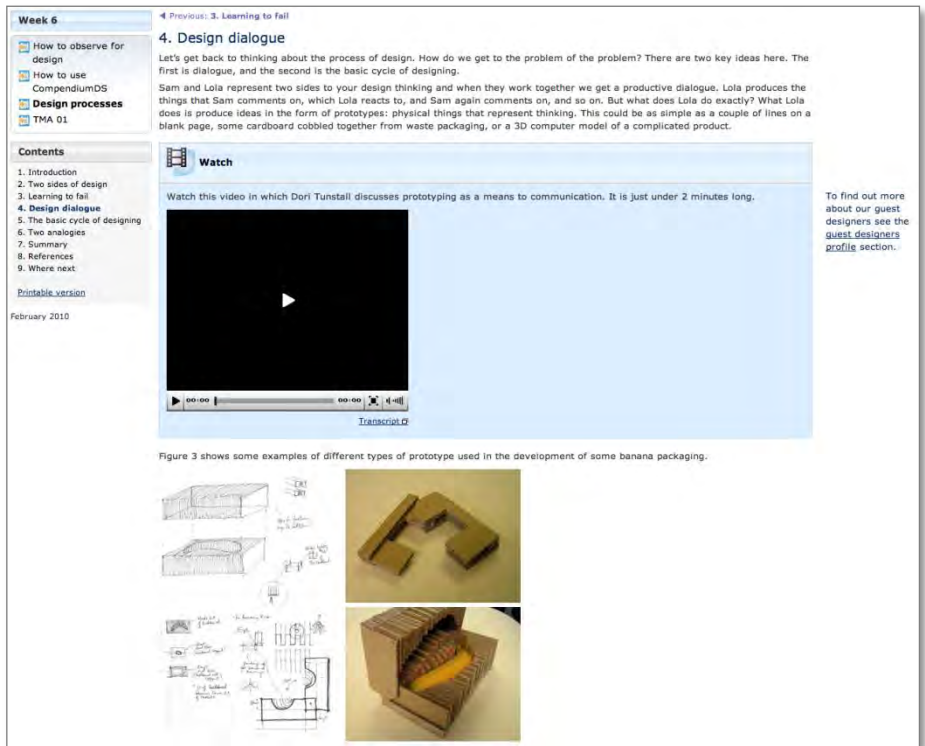 Week 6
How to observe for
design
How to use
CompendiumDS
Design processes
TMA 01
Contents
1. Introduction
2. Two sides of design
3. Learning to fail
4. Design dialogue
5. The basic cycle of designing
6. Two analogies
7. Summary
8. References
9. Where next
Printable version
February 2010
Previous: 3. Learning to fail
4. Design dialogue
Let's get back to thinking about the process of design. How do we get to the problem of the problem? There are two key ideas here. The
first is dialogue, and the second is the basic cycle of designing.
Sam and Lola represent two sides to your design thinking and when they work together we get a productive dialogue. Lola produces the
things that Sam comments on, which Lola reacts to, and Sam again comments on, and so on. But what does Lola do exactly? What Lola
does is produce ideas in the form of prototypes: physical things that represent thinking. This could be as simple as a couple of lines on a
blank page, some cardboard cobbled together from waste packaging, or a 3D computer model of a complicated product.
Watch
Watch this video in which Dori Tunstall discusses prototyping as a means to communication. It is just under 2 minutes long.
00:00
00:00
Transcript
To find out more
about our guest
designers see the
guest designers
profile section.
Figure 3 shows some examples of different types of prototype used in the development of some banana packaging.